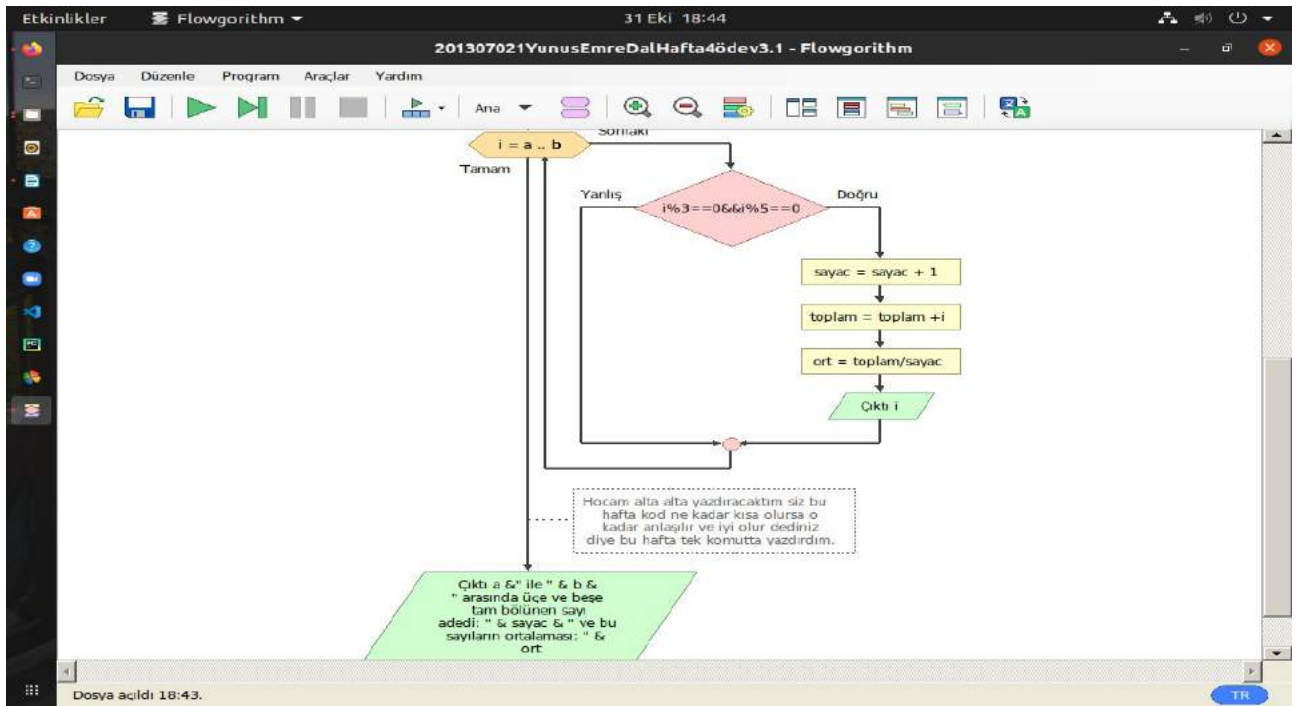 Etkinlikler Flowgorithm 31 Eki 18:44
201307021YunusEmreDalHafta4ödev3.1 - Flowgorithm
Dosya Düzenle Program Araçlar Yardım
Ana
Sonraki
i = a .. b
Tamam
Yanlış Doğru
i%3==0&&i%5==0
sayac = sayac + 1
toplam = toplam +i
ort = toplam/sayac
Çıktı i
Hocam alta alta yazdıracaktım siz bu
hafta kod ne kadar kısa olursa o
kadar anlaşılır ve iyi olur dediniz
diye bu hafta tek komutta yazdırdım.
Çıktı a &" ile " & b &
" arasında üçe ve beşe
tam bölünen sayı
adedi: " & sayac & " ve bu
sayıların ortalaması: " &
ort
Dosya açıldı 18:43.
TR